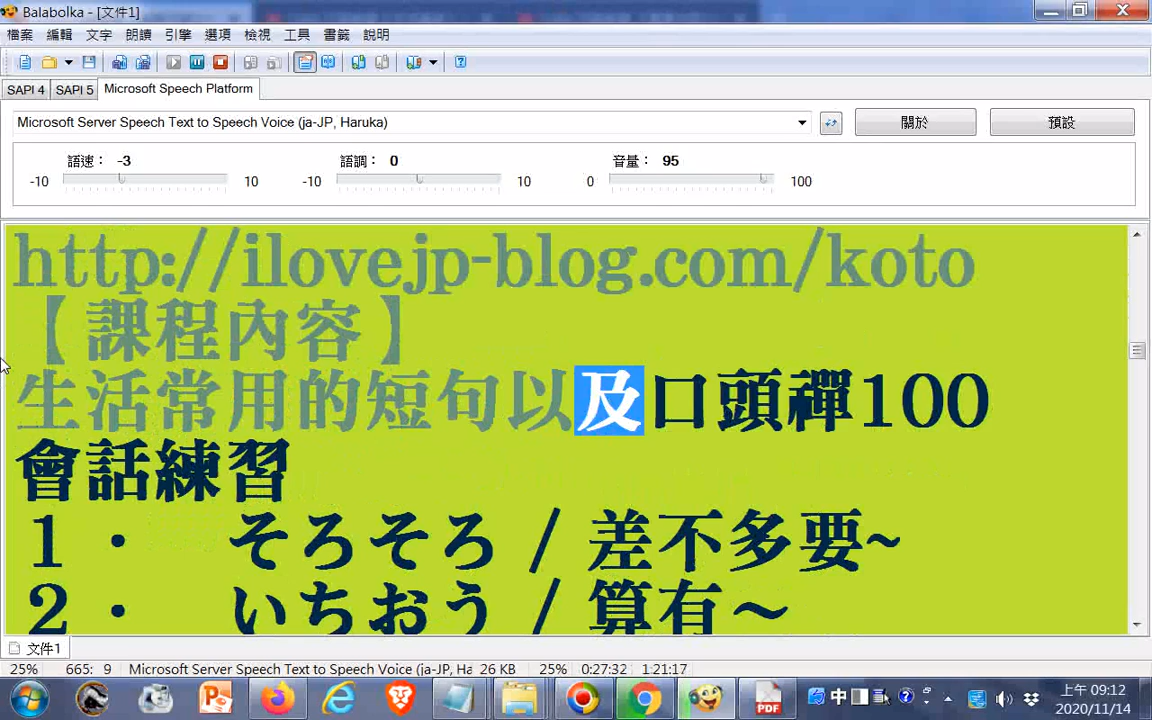 Balabolka - [文件1]
檔案 編輯 文字 朗讀 引擎 選項 檢視 工具 書籤 說明
SAPI 4 SAPI 5 Microsoft Speech Platform
Microsoft Server Speech Text to Speech Voice (ja-JP, Haruka) 關於 預設
語速： -3 語調： 0 音量： 95
-10 10 -10 10 0 100
http://ilovejp-blog.com/koto
【課程內容】
生活常用的短句以及口頭禪100
會話練習
1． そろそろ / 差不多要~
2． いちおう / 算有～
文件1
25% 665: 9 Microsoft Server Speech Text to Speech Voice (ja-JP, Ha 26 KB 25% 0:27:32 1:21:17
中
上午 09:12
2020/11/14
PDF